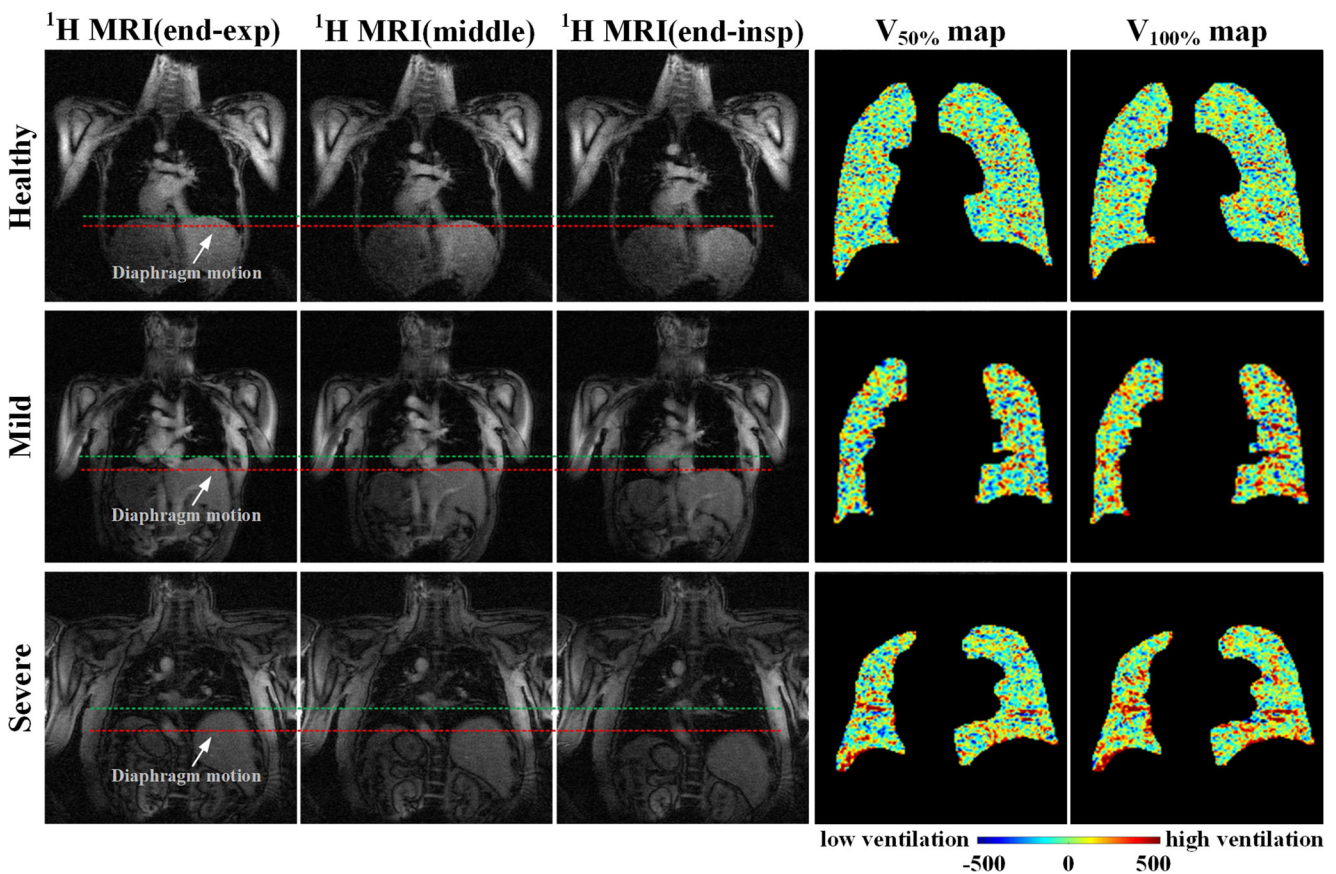 ¹H MRI(end-exp) ¹H MRI(middle) ¹H MRI(end-insp) V₅₀% map V₁₀₀% map
Healthy
Diaphragm motion
Mild
Diaphragm motion
Severe
Diaphragm motion
low ventilation high ventilation
-500 0 500